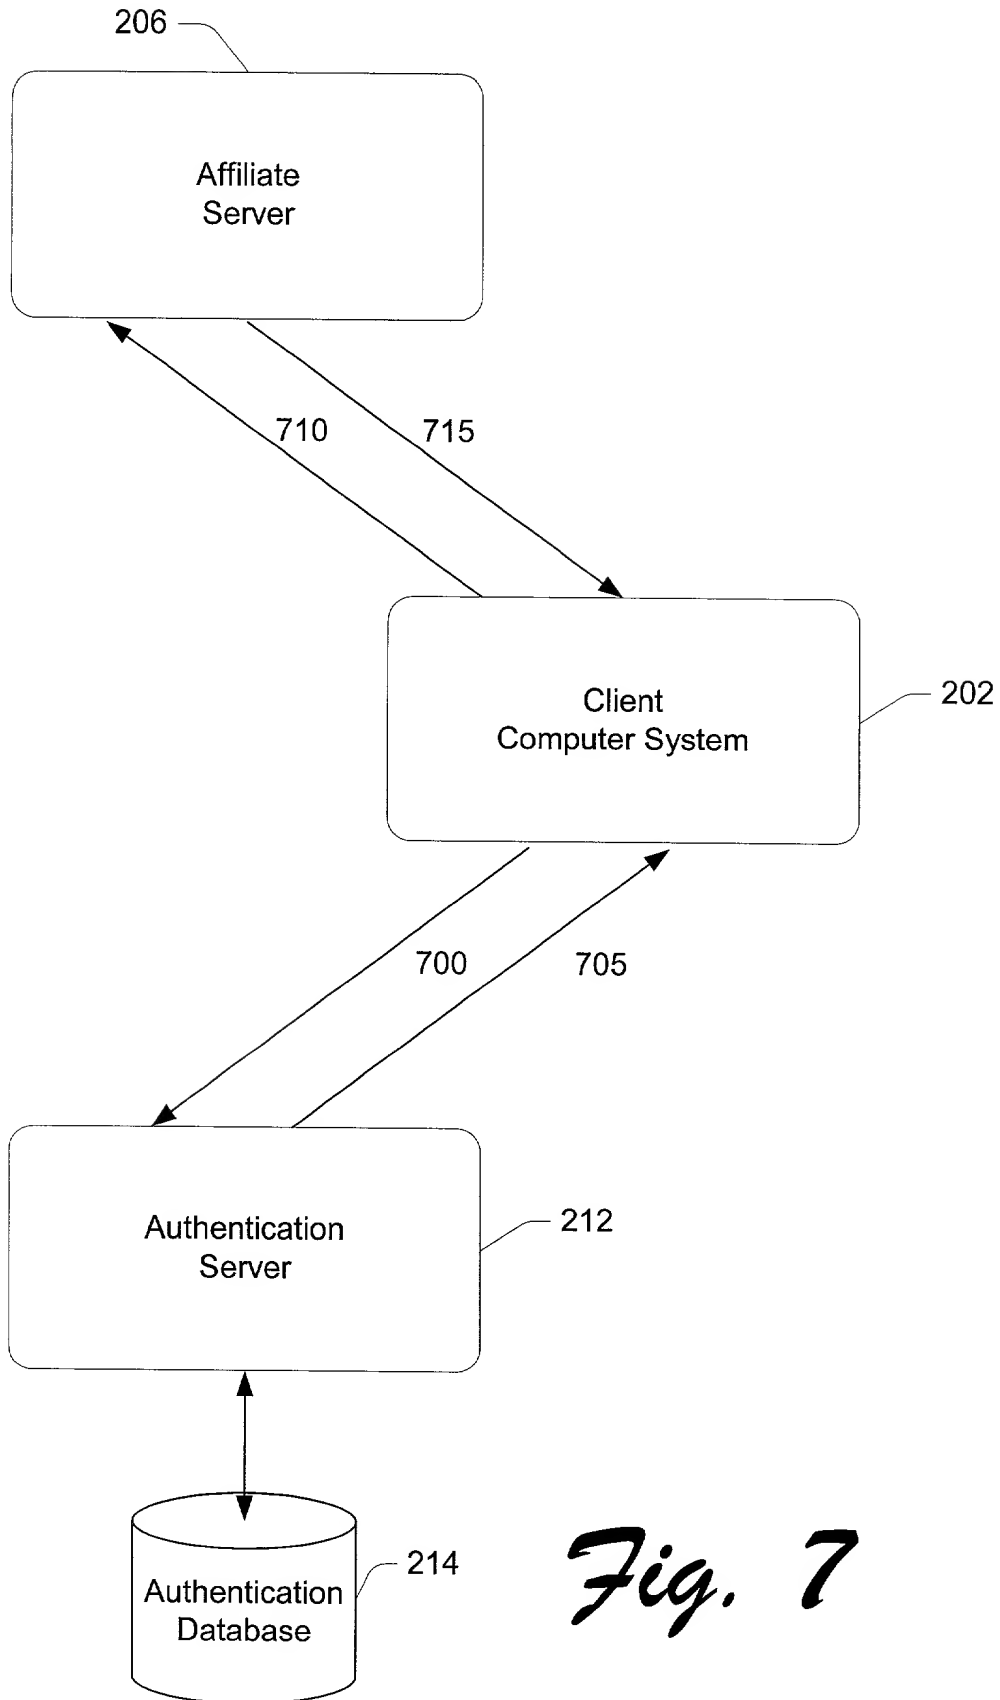 206
Affiliate
Server
710
715
Client
Computer System
202
700
705
Authentication
Server
212
Authentication
Database
214
Fig. 7